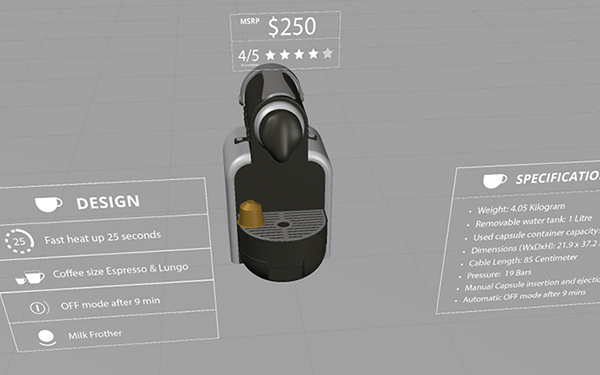 MSRP $250
4/5
DESIGN
25 Fast heat up 25 seconds
Coffee size Espresso & Lungo
OFF mode after 9 min
Milk Frother
SPECIFICATIO
• Weight: 4.05 Kilogram
• Removable water tank: 1 Litre
• Used capsule container capacity:
• Dimensions (WxDxH): 21.9 x 37.2
• Cable Length: 85 Centimeter
• Pressure: 19 Bars
• Manual Capsule insertion and ejectio
• Automatic OFF mode after 9 mins